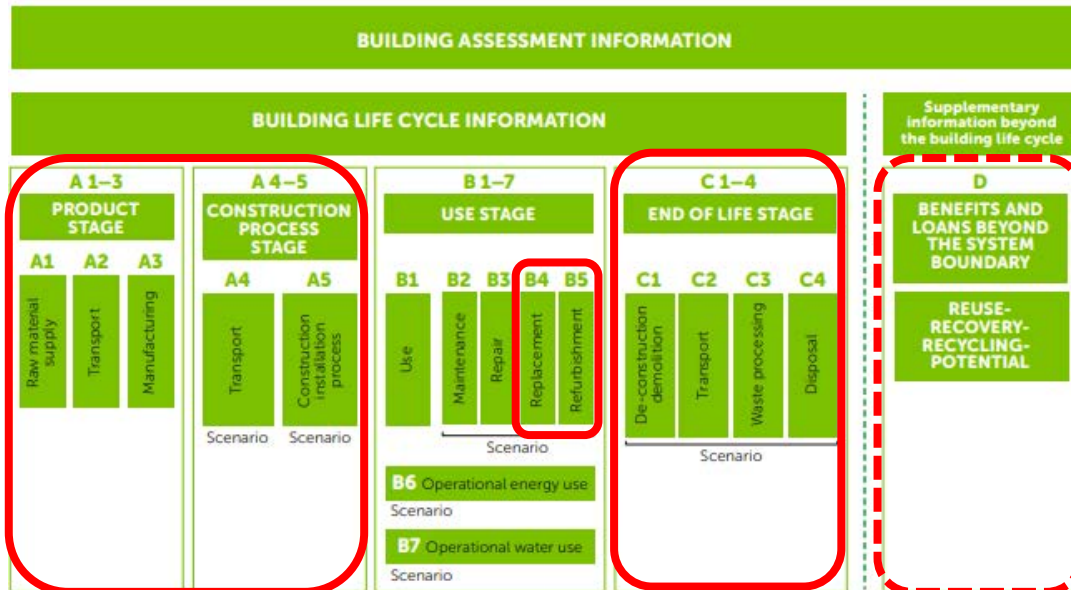 BUILDING ASSESSMENT INFORMATION
BUILDING LIFE CYCLE INFORMATION
Supplementary
information beyond
the building life cycle
A 1–3
PRODUCT
STAGE
A1
A2
A3
Raw material
supply
Transport
Manufacturing
A 4–5
CONSTRUCTION
PROCESS
STAGE
A4
A5
Transport
Construction
installation
process
Scenario
Scenario
B 1–7
USE STAGE
B1
B2
B3
B4
B5
Use
Maintenance
Repair
Replacement
Refurbishment
Scenario
B6 Operational energy use
Scenario
B7 Operational water use
Scenario
C 1–4
END OF LIFE STAGE
C1
C2
C3
C4
De-construction
demolition
Transport
Waste processing
Disposal
Scenario
D
BENEFITS AND
LOANS BEYOND
THE SYSTEM
BOUNDARY
REUSE-
RECOVERY-
RECYCLING-
POTENTIAL